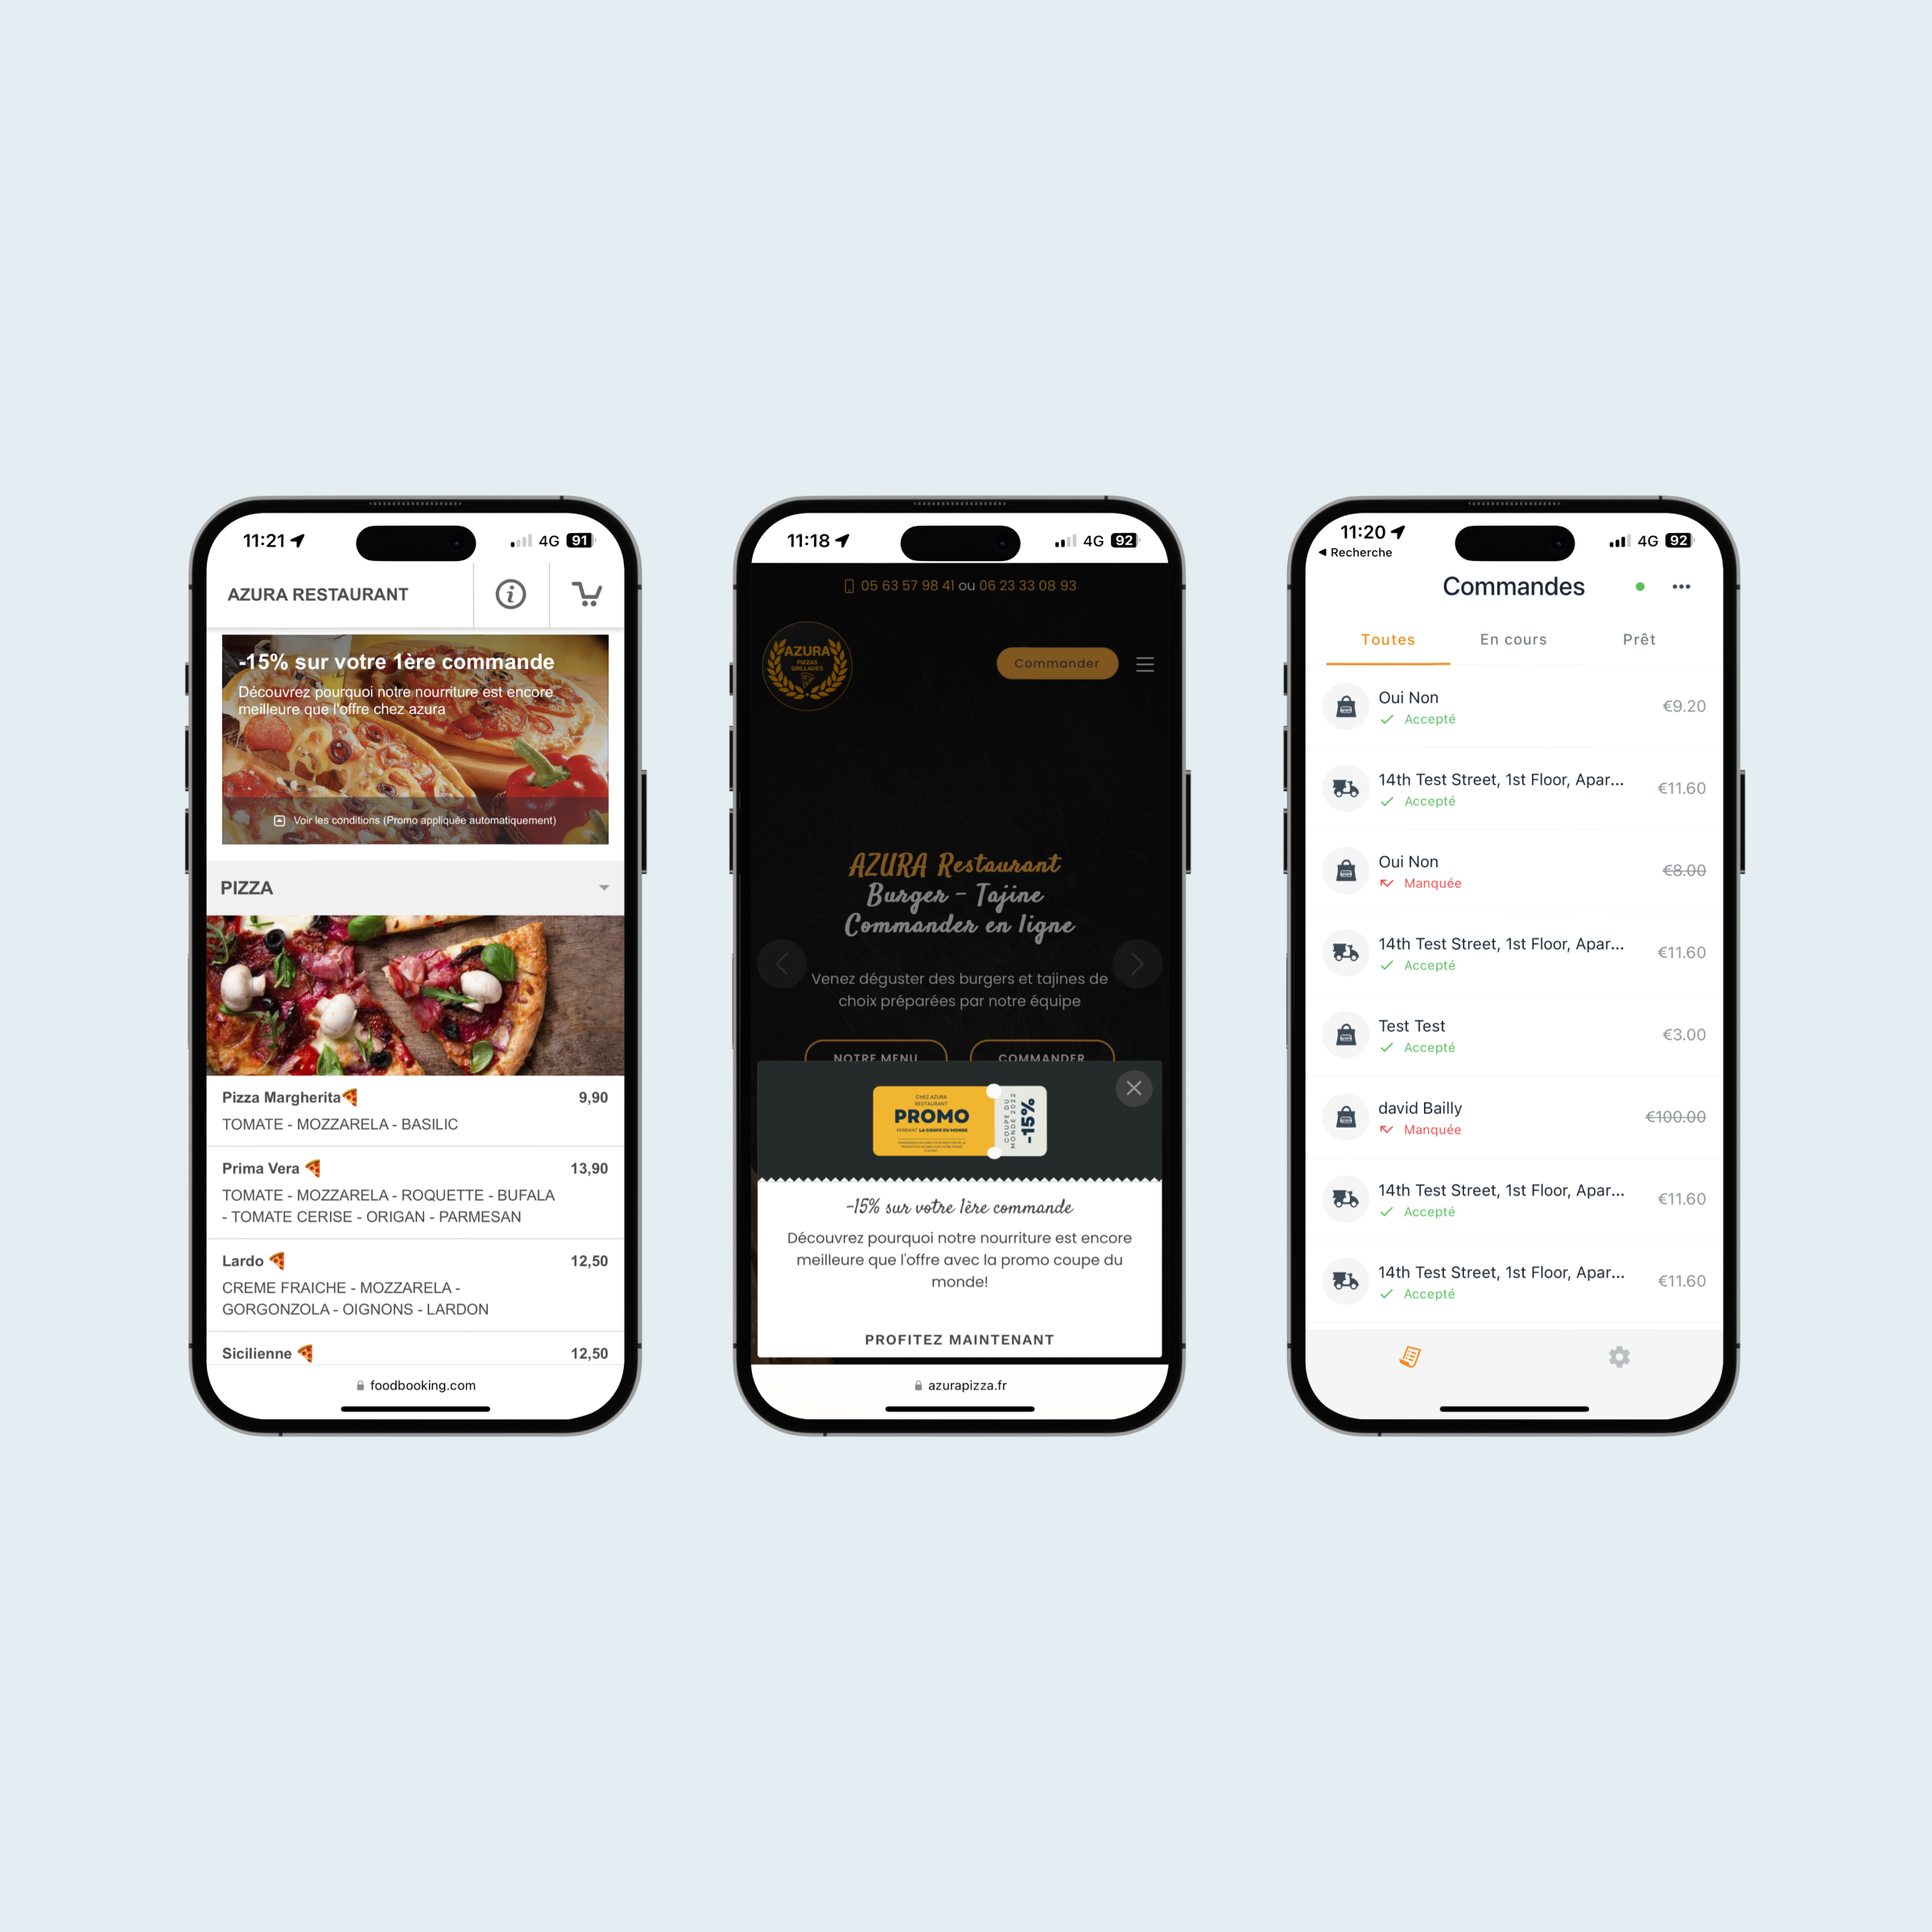 11:21
4G 91
AZURA RESTAURANT
-15% sur votre 1ère commande
Découvrez pourquoi notre nourriture est encore
meilleure que l'offre chez azura
Voir les conditions (Promo appliquée automatiquement)
PIZZA
Pizza Margherita🍕 9,90
TOMATE - MOZZARELA - BASILIC
Prima Vera 🍕 13,90
TOMATE - MOZZARELA - ROQUETTE - BUFALA
- TOMATE CERISE - ORIGAN - PARMESAN
Lardo 🍕 12,50
CREME FRAICHE - MOZZARELA -
GORGONZOLA - OIGNONS - LARDON
Sicilienne 🍕 12,50
foodbooking.com
11:18
4G 92
05 63 57 98 41 ou 06 23 33 08 93
AZURA
PIZZAS
GRILLADES
Commander
AZURA Restaurant
Burger - Tajine
Commander en ligne
Venez déguster des burgers et tajines de
choix préparées par notre équipe
NOTRE MENU
COMMANDER
CHEZ AZURA
RESTAURANT
PROMO
PENDANT LA COUPE DU MONDE
COUPE DU
MONDE 2022
-15%
-15% sur votre 1ère commande
Découvrez pourquoi notre nourriture est encore
meilleure que l'offre avec la promo coupe du
monde!
PROFITEZ MAINTENANT
azurapizza.fr
11:20
4G 92
◀ Recherche
Commandes
Toutes En cours Prêt
Oui Non €9.20
Accepté
14th Test Street, 1st Floor, Apar... €11.60
Accepté
Oui Non €8.00
Manquée
14th Test Street, 1st Floor, Apar... €11.60
Accepté
Test Test €3.00
Accepté
david Bailly €100.00
Manquée
14th Test Street, 1st Floor, Apar... €11.60
Accepté
14th Test Street, 1st Floor, Apar... €11.60
Accepté